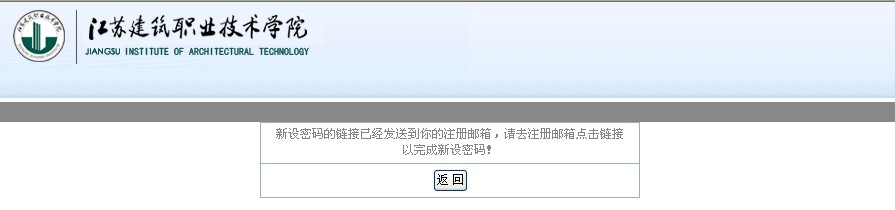 江苏建筑职业技术学院
JIANGSU INSTITUTE OF ARCHITECTURAL TECHNOLOGY
新设密码的链接已经发送到你的注册邮箱，请去注册邮箱点击链接
以完成新设密码！
返 回